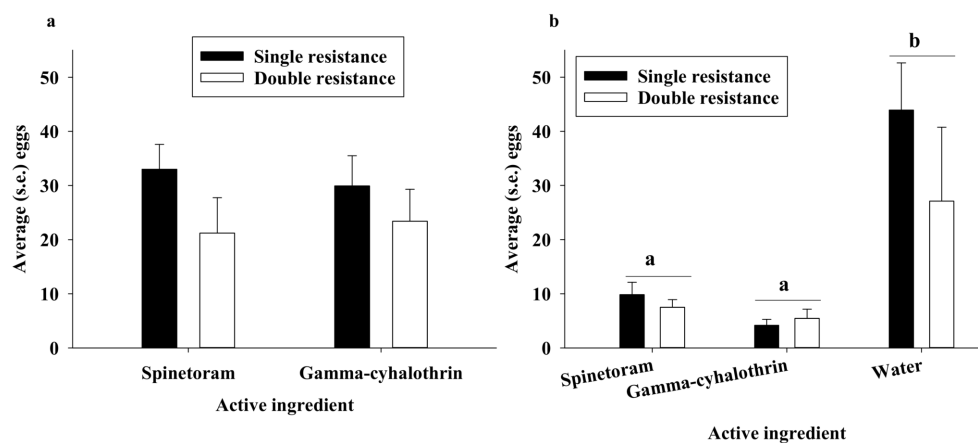 a
Single resistance
Double resistance
Average (s.e.) eggs
50
40
30
20
10
0
Spinetoram
Gamma-cyhalothrin
Active ingredient
b
Single resistance
Double resistance
Average (s.e.) eggs
50
40
30
20
10
0
a
a
b
Spinetoram
Gamma-cyhalothrin
Water
Active ingredient